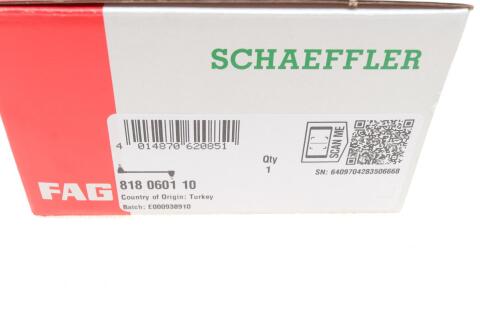 SCHAEFFLER
4 014870 620851
Qty
1
SCAN ME
SN: 6409704283506668
818 0601 10
Country of Origin: Turkey
Batch: E000938910
FAG